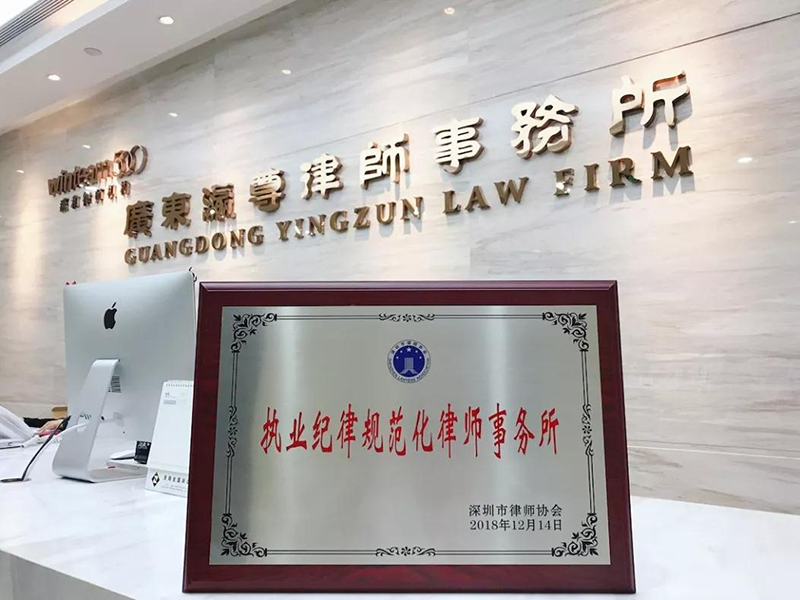 廣東瀛尊律師事務所
GUANGDONG YINGZUN LAW FIRM
执业纪律规范化律师事务所
深圳市律师协会
2018年12月14日